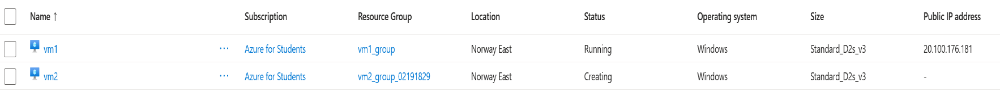 Name ↑ Subscription Resource Group Location Status Operating system Size Public IP address
vm1 ··· Azure for Students vm1_group Norway East Running Windows Standard_D2s_v3 20.100.176.181
vm2 ··· Azure for Students vm2_group_02191829 Norway East Creating Windows Standard_D2s_v3 -